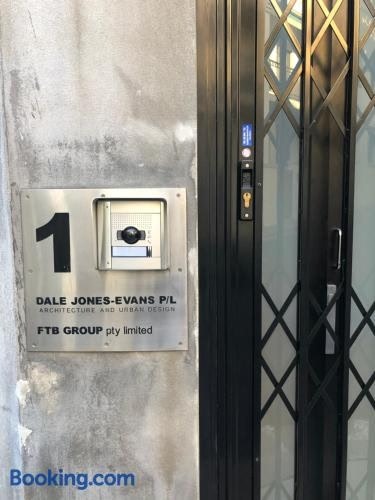 1
DALE JONES-EVANS P/L
ARCHITECTURE AND URBAN DESIGN
FTB GROUP pty limited
Booking.com